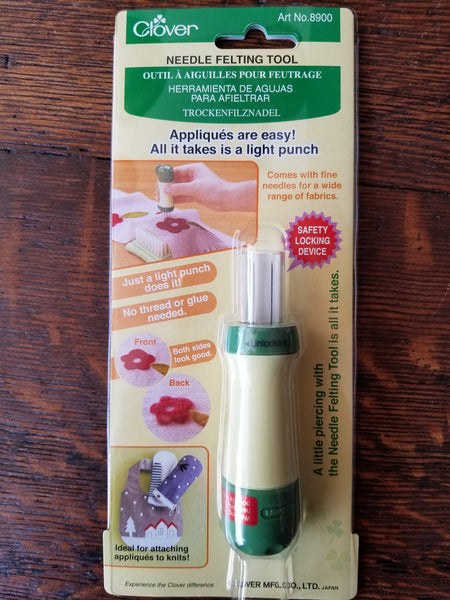 Art No.8900
Clover
NEEDLE FELTING TOOL
OUTIL À AIGUILLES POUR FEUTRAGE
HERRAMIENTA DE AGUJAS
PARA AFIELTRAR
TROCKENFILZNADEL
Appliqués are easy!
All it takes is a light punch
Comes with fine
needles for a wide
range of fabrics.
SAFETY
LOCKING
DEVICE
Just a light punch
does it!
No thread or glue
needed.
Front
Both sides
look good.
Back
Unlocked
A little piercing with
the Needle Felting Tool is all it takes.
Ideal for attaching
appliqués to knits!
Experience the Clover difference.
CLOVER MFG.CO., LTD. JAPAN